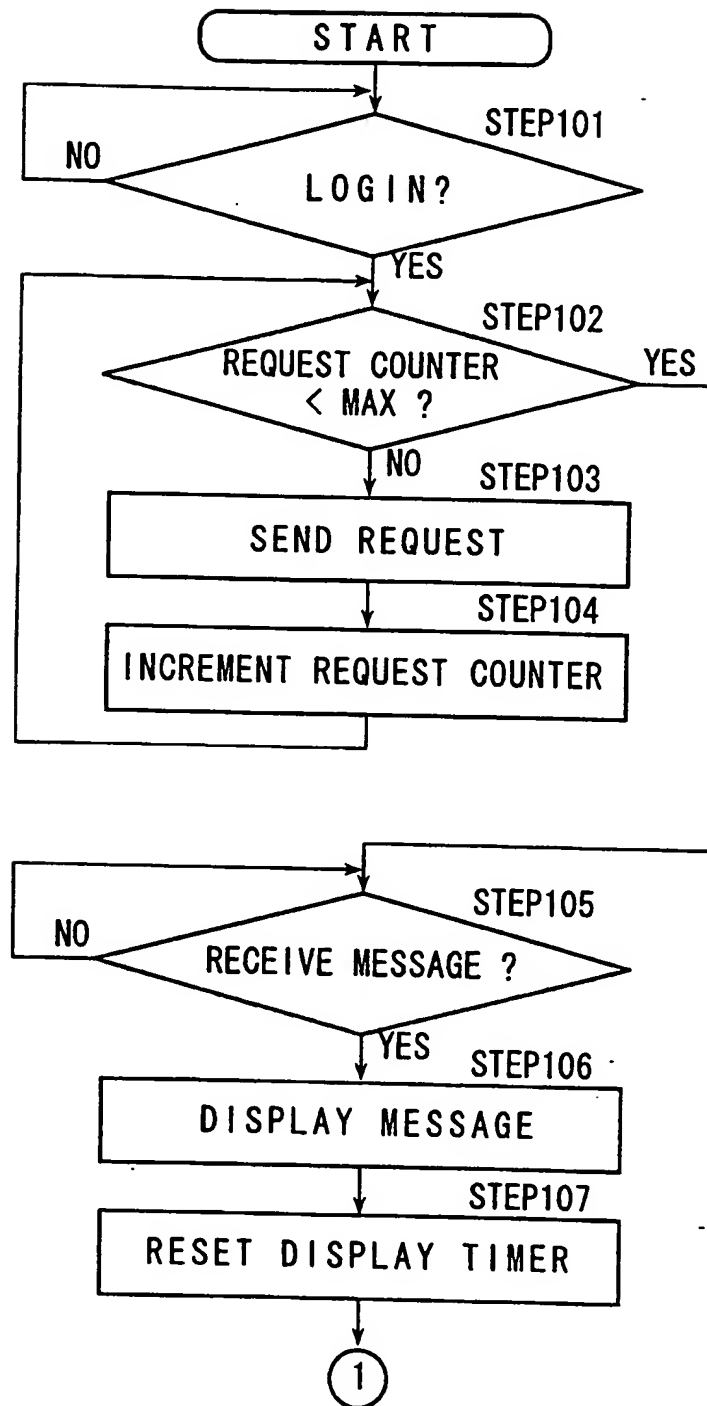 START
STEP101
NO
LOGIN?
YES
STEP102
REQUEST COUNTER
< MAX ?
YES
NO
STEP103
SEND REQUEST
STEP104
INCREMENT REQUEST COUNTER
STEP105
NO
RECEIVE MESSAGE ?
YES
STEP106
DISPLAY MESSAGE
STEP107
RESET DISPLAY TIMER
1